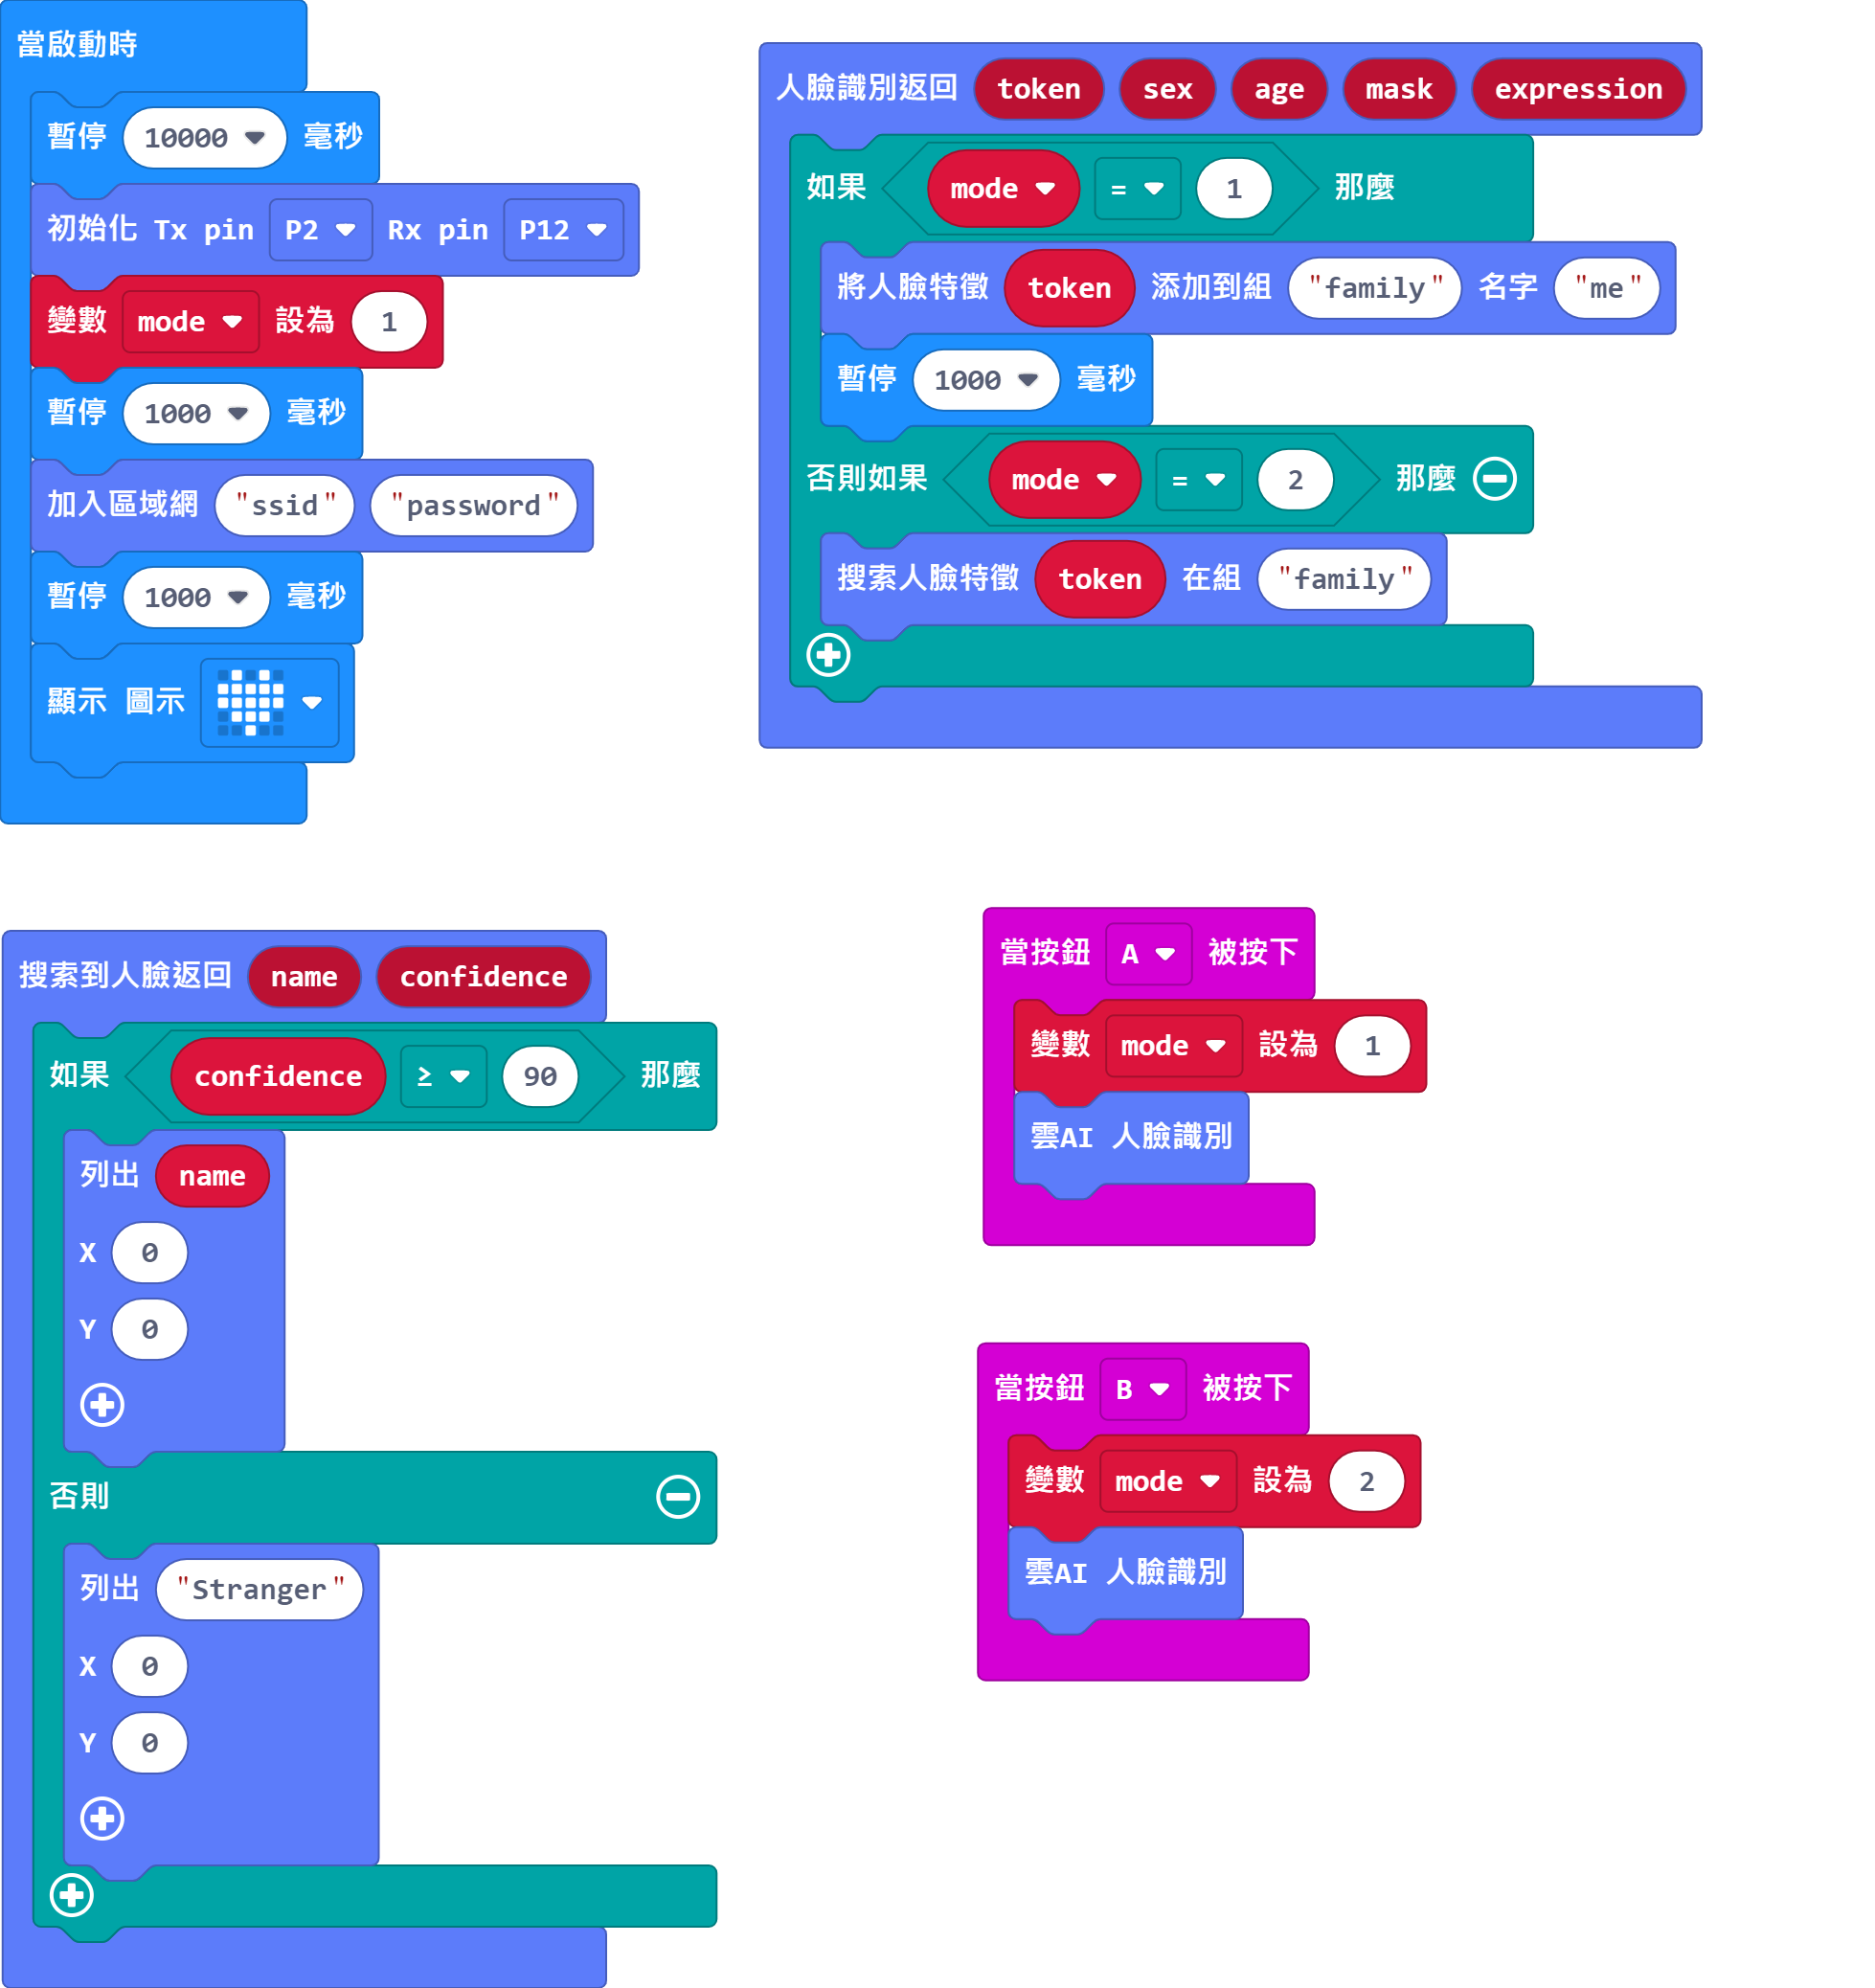 當啟動時
暫停 10000 毫秒
初始化 Tx pin P2 Rx pin P12
變數 mode 設為 1
暫停 1000 毫秒
加入區域網 "ssid" "password"
暫停 1000 毫秒
顯示 圖示
人臉識別返回 token sex age mask expression
如果 mode = 1 那麼
將人臉特徵 token 添加到組 "family" 名字 "me"
暫停 1000 毫秒
否則如果 mode = 2 那麼
搜索人臉特徵 token 在組 "family"
搜索到人臉返回 name confidence
如果 confidence ≥ 90 那麼
列出 name
X 0
Y 0
否則
列出 "Stranger"
X 0
Y 0
當按鈕 A 被按下
變數 mode 設為 1
雲AI 人臉識別
當按鈕 B 被按下
變數 mode 設為 2
雲AI 人臉識別